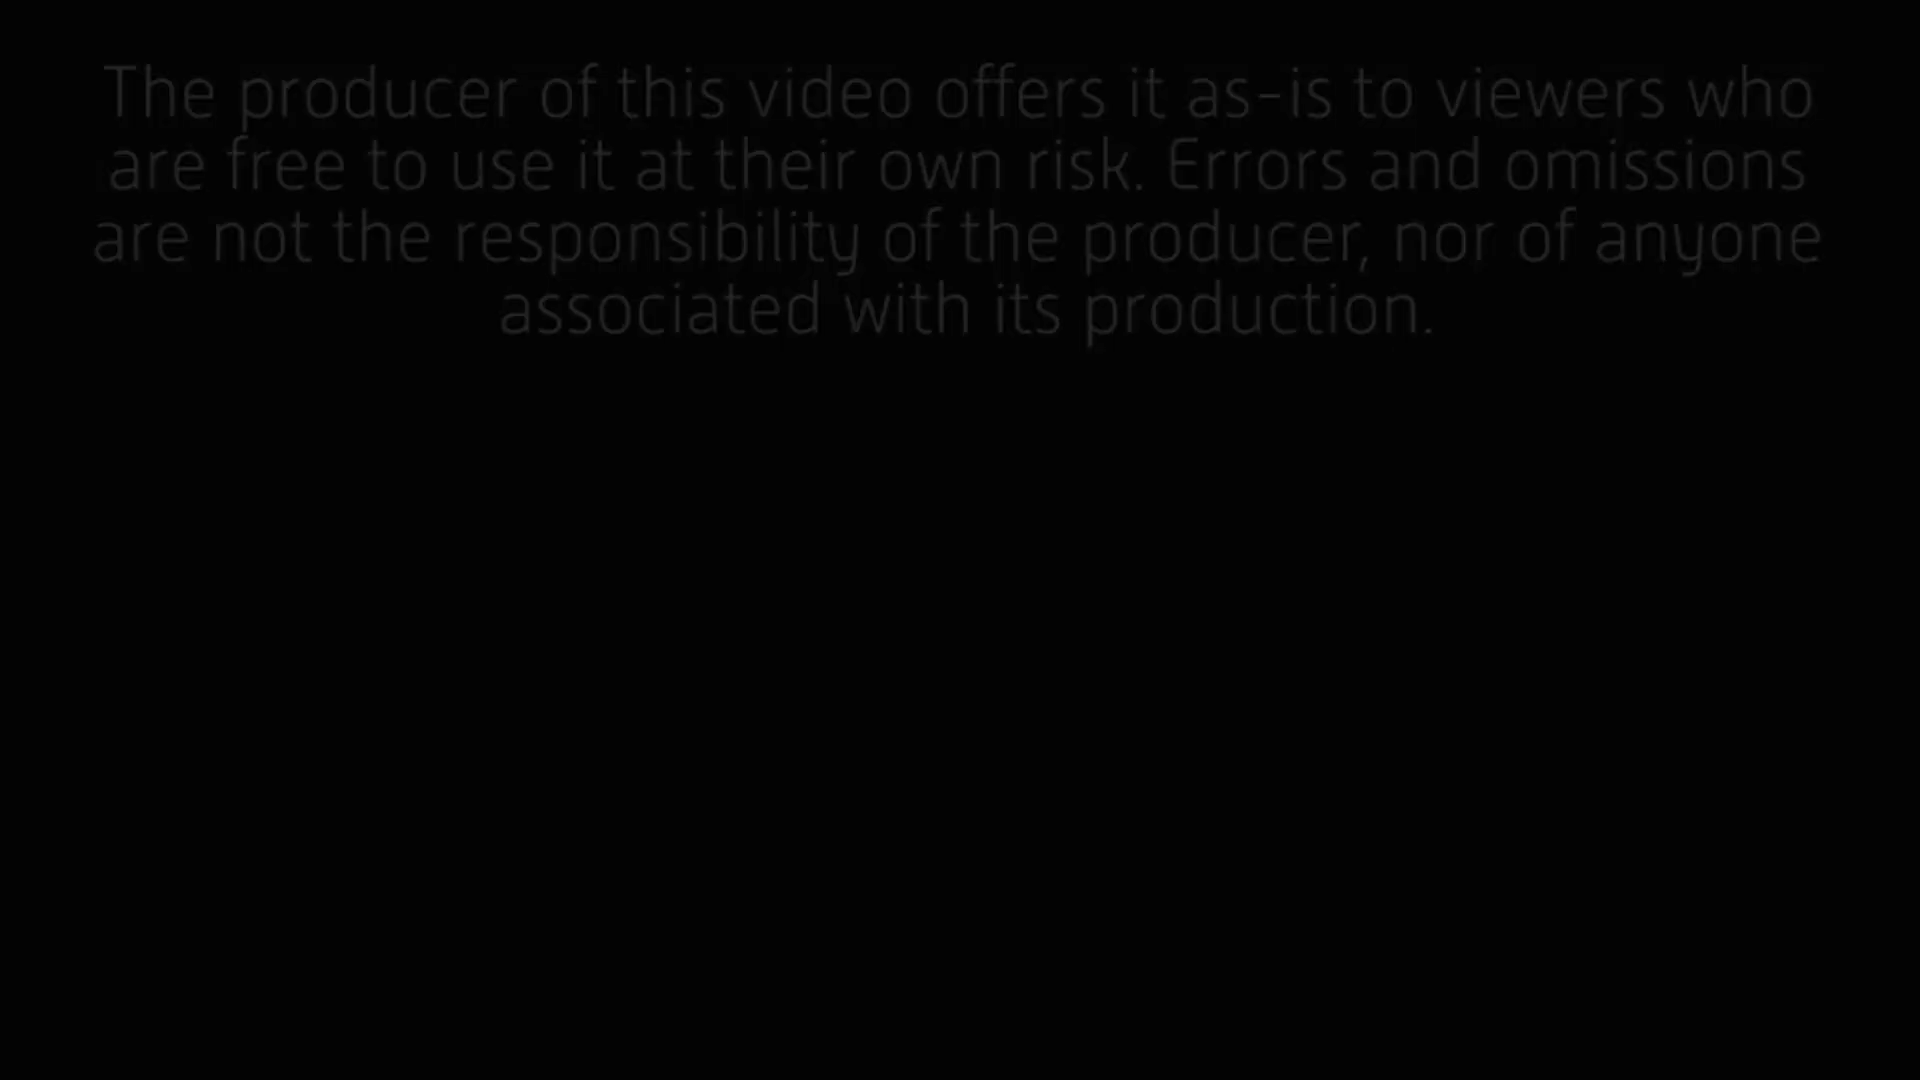 The producer of this video offers it as-is to viewers who
are free to use it at their own risk. Errors and omissions
are not the responsibility of the producer, nor of anyone
associated with its production.